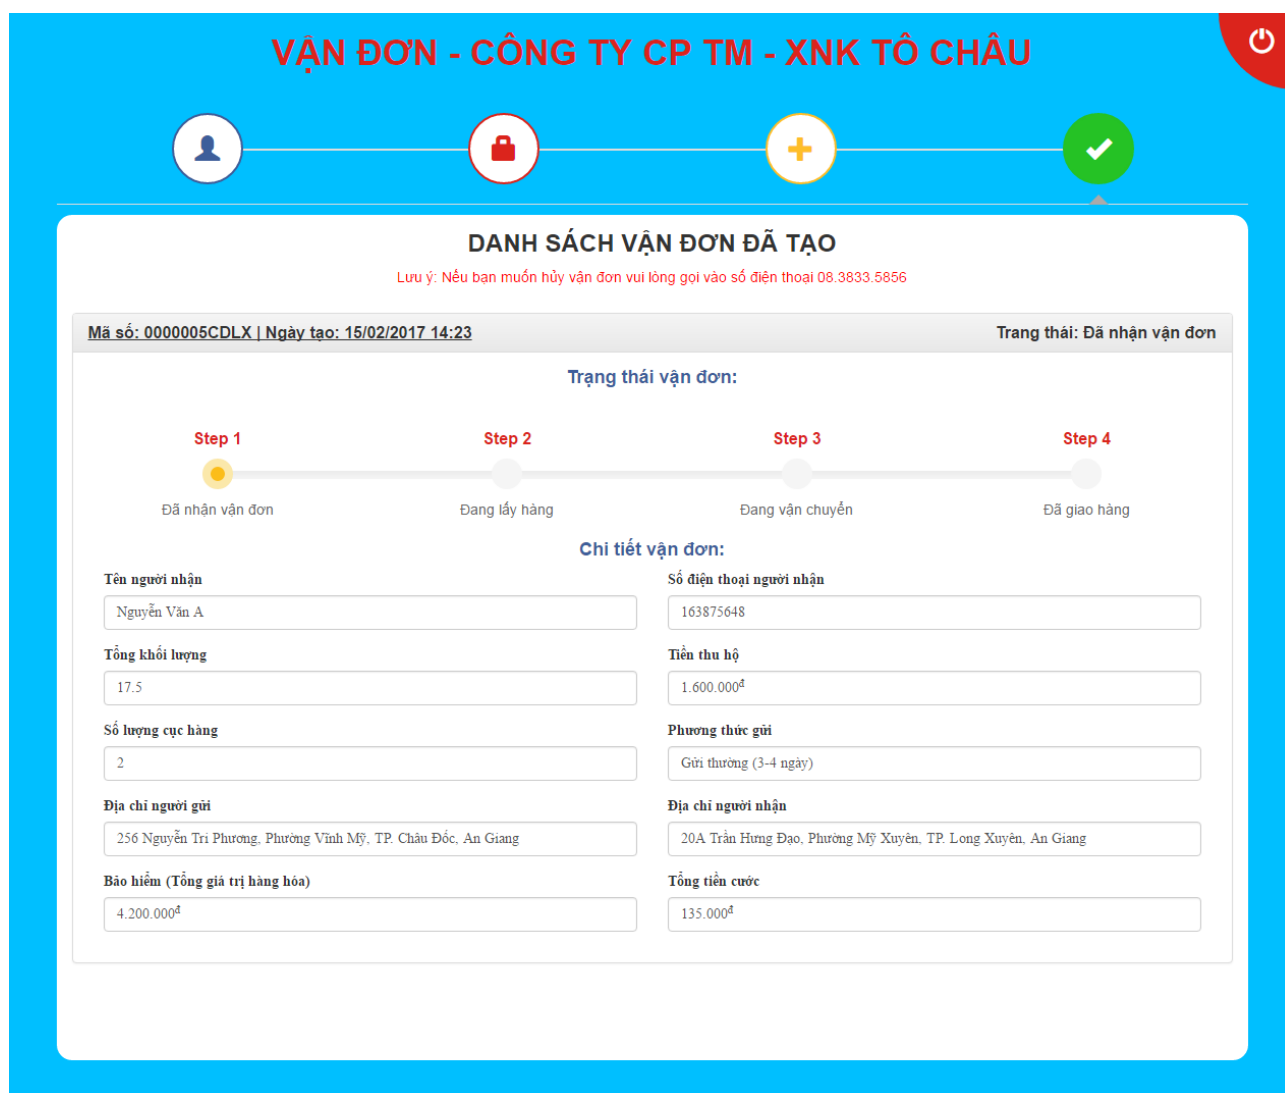 VẬN ĐƠN - CÔNG TY CP TM - XNK TÔ CHÂU
DANH SÁCH VẬN ĐƠN ĐÃ TẠO
Lưu ý: Nếu bạn muốn hủy vận đơn vui lòng gọi vào số điện thoại 08.3833.5856
Mã số: 0000005CDLX | Ngày tạo: 15/02/2017 14:23
Trạng thái: Đã nhận vận đơn
Trạng thái vận đơn:
Step 1 Step 2 Step 3 Step 4
Đã nhận vận đơn Đang lấy hàng Đang vận chuyển Đã giao hàng
Chi tiết vận đơn:
Tên người nhận Số điện thoại người nhận
Nguyễn Văn A 163875648
Tổng khối lượng Tiền thu hộ
17.5 1.600.000đ
Số lượng cục hàng Phương thức gửi
2 Gửi thường (3-4 ngày)
Địa chỉ người gửi Địa chỉ người nhận
256 Nguyễn Tri Phương, Phường Vĩnh Mỹ, TP. Châu Đốc, An Giang 20A Trần Hưng Đạo, Phường Mỹ Xuyên, TP. Long Xuyên, An Giang
Bảo hiểm (Tổng giá trị hàng hóa) Tổng tiền cước
4.200.000đ 135.000đ